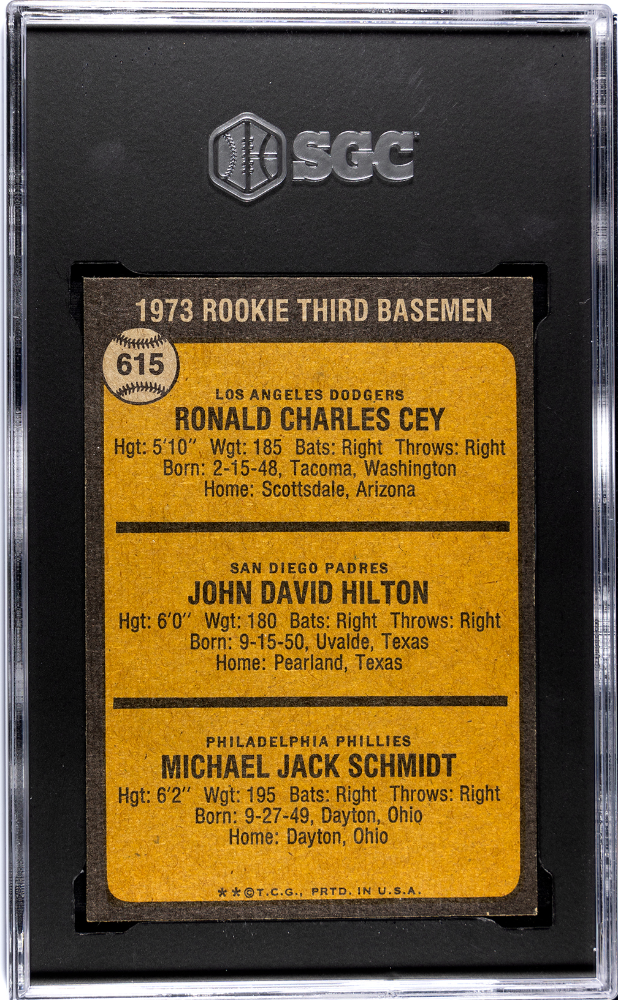 SGC
1973 ROOKIE THIRD BASEMEN
615
LOS ANGELES DODGERS
RONALD CHARLES CEY
Hgt: 5'10" Wgt: 185 Bats: Right Throws: Right
Born: 2-15-48, Tacoma, Washington
Home: Scottsdale, Arizona
SAN DIEGO PADRES
JOHN DAVID HILTON
Hgt: 6'0" Wgt: 180 Bats: Right Throws: Right
Born: 9-15-50, Uvalde, Texas
Home: Pearland, Texas
PHILADELPHIA PHILLIES
MICHAEL JACK SCHMIDT
Hgt: 6'2" Wgt: 195 Bats: Right Throws: Right
Born: 9-27-49, Dayton, Ohio
Home: Dayton, Ohio
**©T.C.G., PRTD. IN U.S.A.